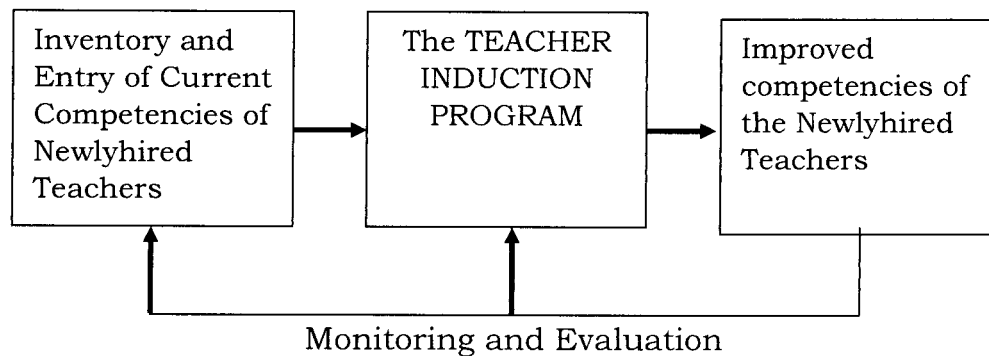 Inventory and
Entry of Current
Competencies of
Newlyhired
Teachers
The TEACHER
INDUCTION
PROGRAM
Improved
competencies of
the Newlyhired
Teachers
Monitoring and Evaluation